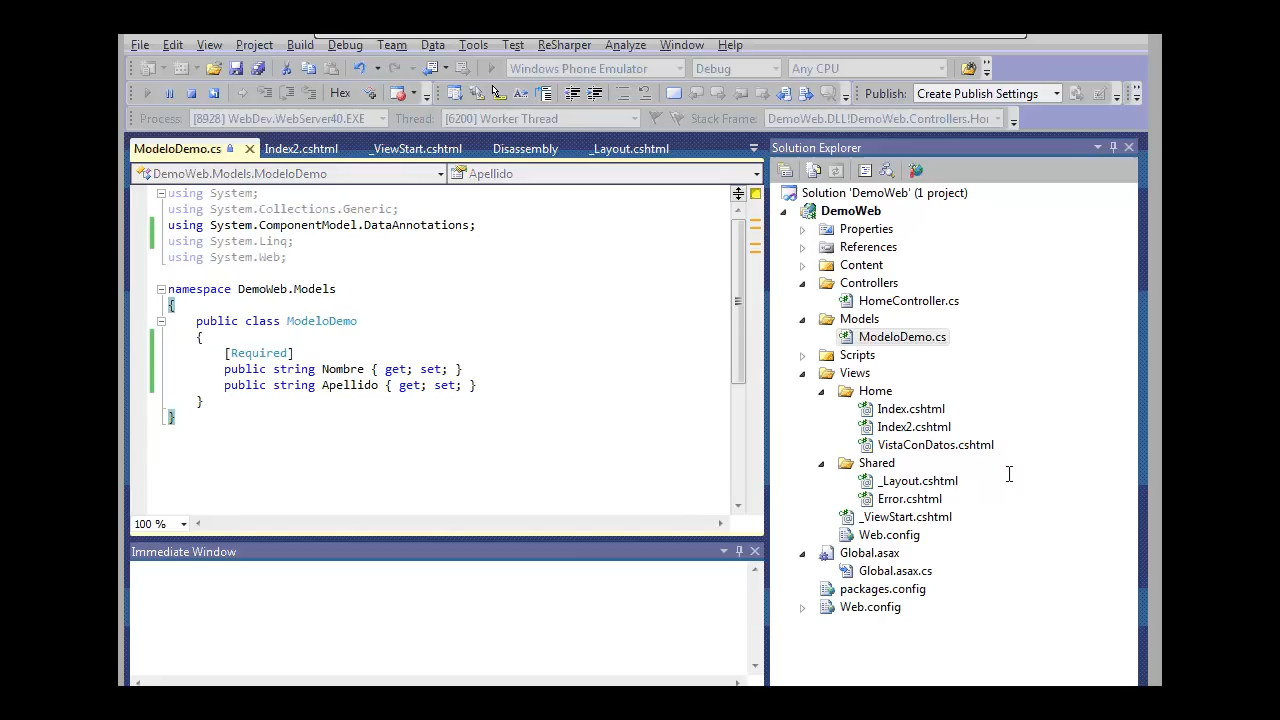 File Edit View Project Build Debug Team Data Tools Test ReSharper Analyze Window Help
Windows Phone Emulator Debug Any CPU
Hex Publish: Create Publish Settings
Process: [8928] WebDev.WebServer40.EXE Thread: [6200] Worker Thread Stack Frame: DemoWeb.DLL!DemoWeb.Controllers.Ho
ModeloDemo.cs Index2.cshtml _ViewStart.cshtml Disassembly _Layout.cshtml
DemoWeb.Models.ModeloDemo Apellido
using System;
using System.Collections.Generic;
using System.ComponentModel.DataAnnotations;
using System.Linq;
using System.Web;
namespace DemoWeb.Models
{
public class ModeloDemo
{
[Required]
public string Nombre { get; set; }
public string Apellido { get; set; }
}
}
100 %
Immediate Window
Solution Explorer
Solution 'DemoWeb' (1 project)
DemoWeb
Properties
References
Content
Controllers
HomeController.cs
Models
ModeloDemo.cs
Scripts
Views
Home
Index.cshtml
Index2.cshtml
VistaConDatos.cshtml
Shared
_Layout.cshtml
Error.cshtml
_ViewStart.cshtml
Web.config
Global.asax
Global.asax.cs
packages.config
Web.config